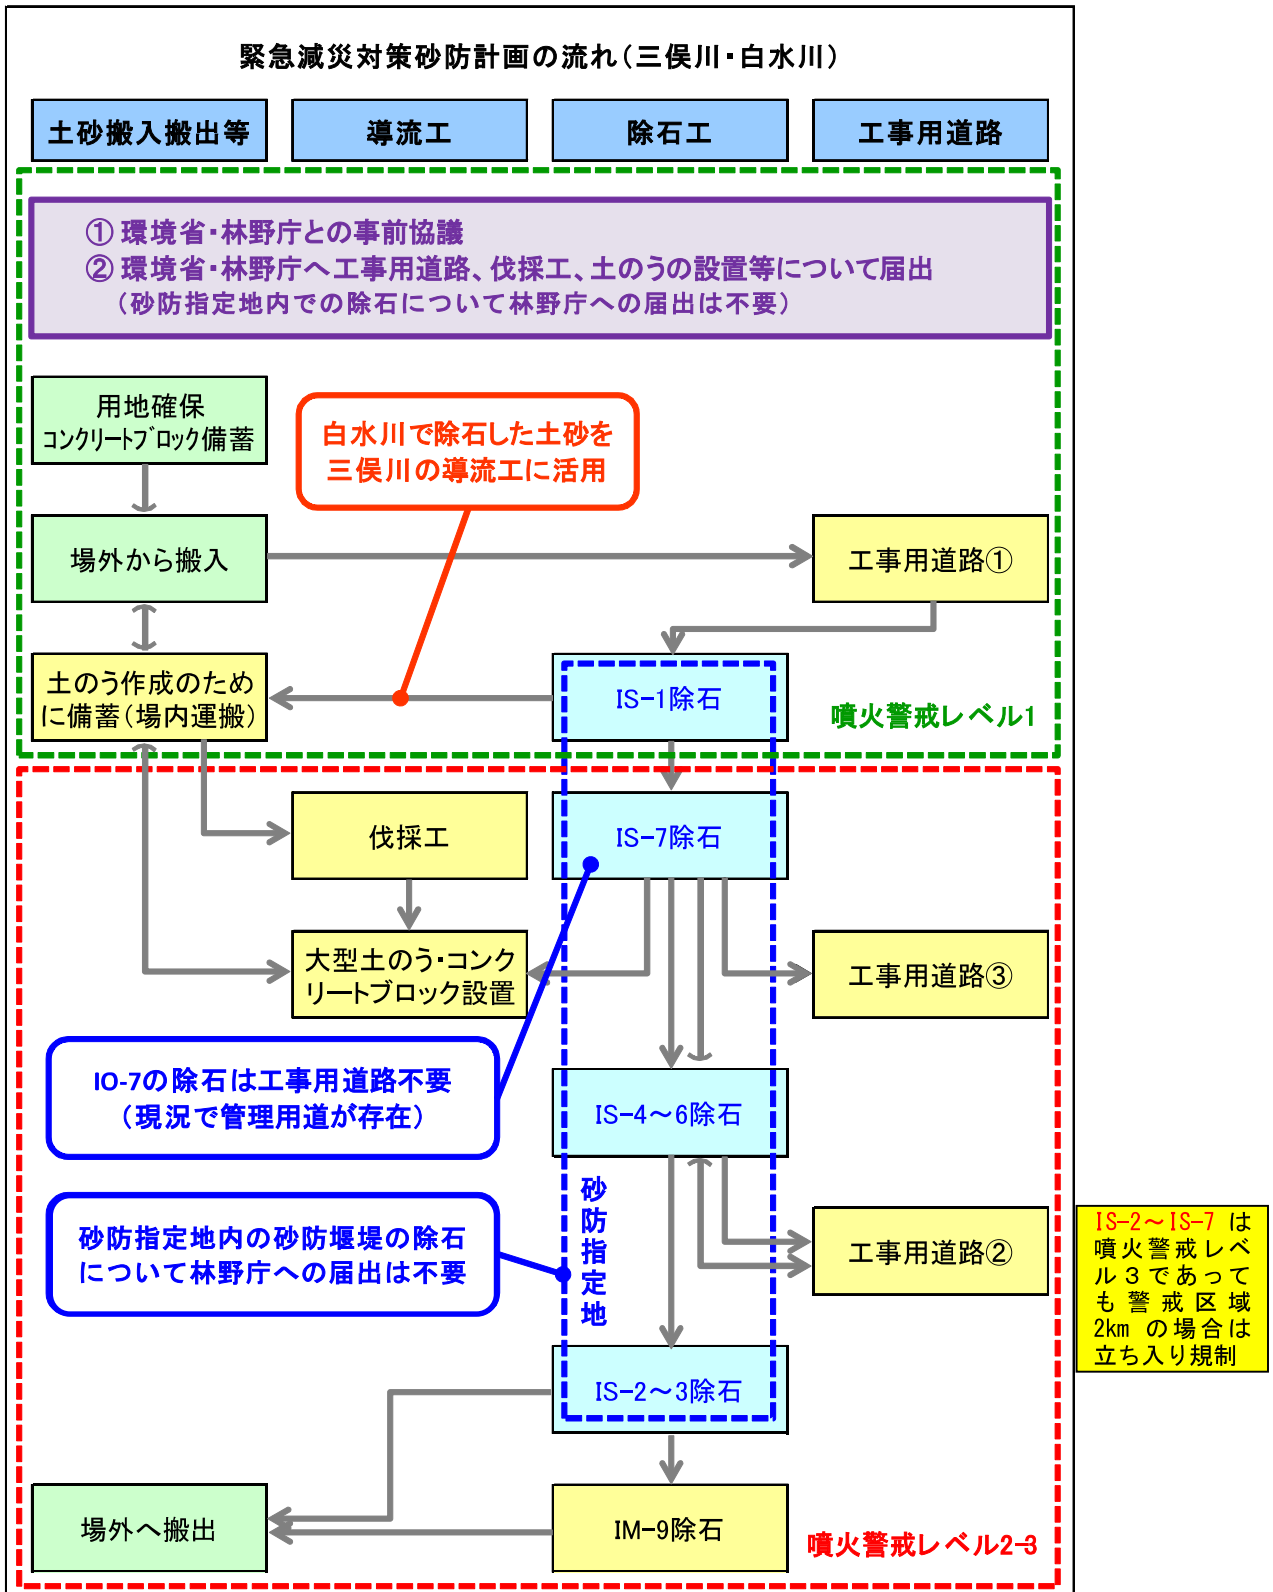 緊急減災対策砂防計画の流れ(三俣川・白水川)
土砂搬入搬出等
導流工
除石工
工事用道路
① 環境省・林野庁との事前協議
② 環境省・林野庁へ工事用道路、伐採工、土のうの設置等について届出
(砂防指定地内での除石について林野庁への届出は不要)
用地確保
コンクリートブロック備蓄
白水川で除石した土砂を
三俣川の導流工に活用
場外から搬入
工事用道路①
土のう作成のため
に備蓄(場内運搬)
IS-1除石
噴火警戒レベル1
伐採工
IS-7除石
大型土のう・コンク
リートブロック設置
工事用道路③
IO-7の除石は工事用道路不要
(現況で管理用道が存在)
IS-4～6除石
砂防指定地
砂防指定地内の砂防堰堤の除石
について林野庁への届出は不要
工事用道路②
IS-2～IS-7 は
噴火警戒レベ
ル３であって
も警戒区域
2km の場合は
立ち入り規制
IS-2～3除石
場外へ搬出
IM-9除石
噴火警戒レベル2-3